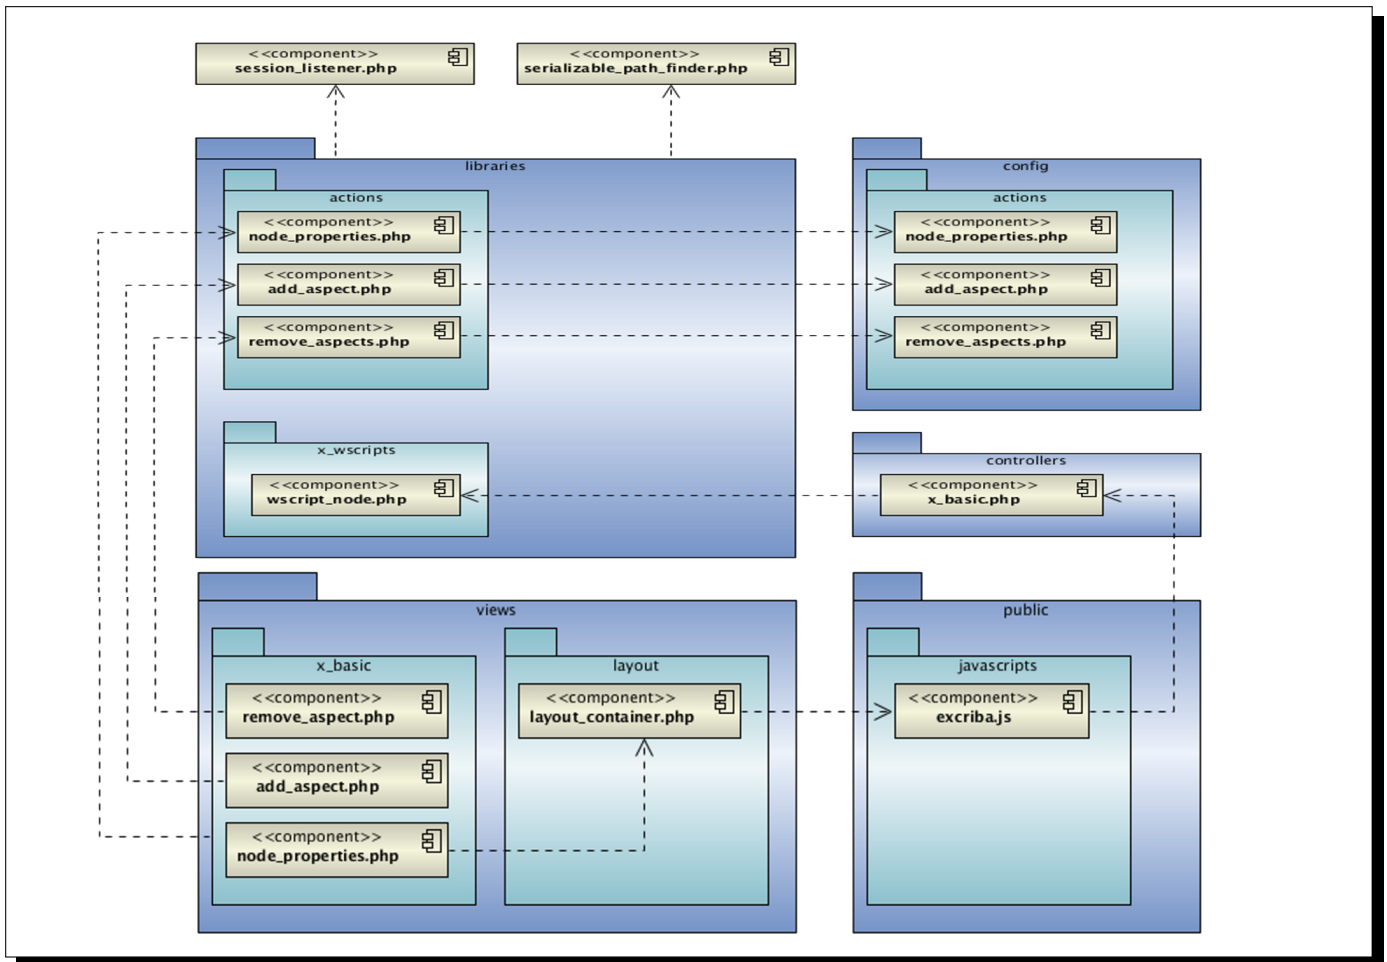 <<component>>
session_listener.php
<<component>>
serializable_path_finder.php
libraries
actions
<<component>>
node_properties.php
<<component>>
add_aspect.php
<<component>>
remove_aspects.php
x_wscripts
<<component>>
wscript_node.php
config
actions
<<component>>
node_properties.php
<<component>>
add_aspect.php
<<component>>
remove_aspects.php
controllers
<<component>>
x_basic.php
views
x_basic
<<component>>
remove_aspect.php
<<component>>
add_aspect.php
<<component>>
node_properties.php
layout
<<component>>
layout_container.php
public
javascripts
<<component>>
excriba.js